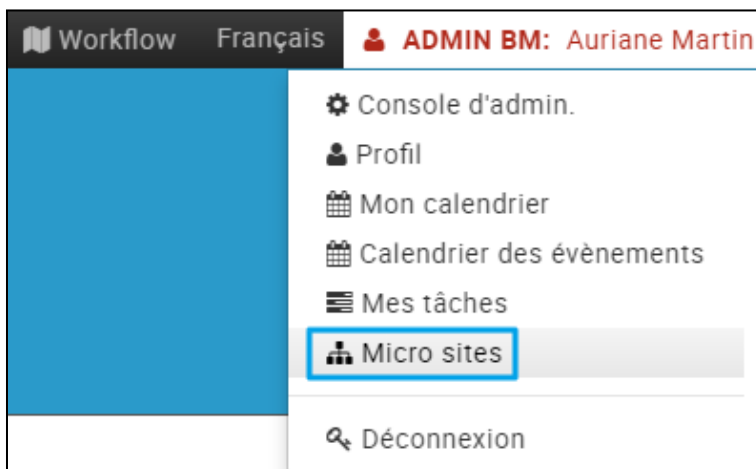 Workflow Français ADMIN BM: Auriane Martin
Console d'admin.
Profil
Mon calendrier
Calendrier des évènements
Mes tâches
Micro sites
Déconnexion